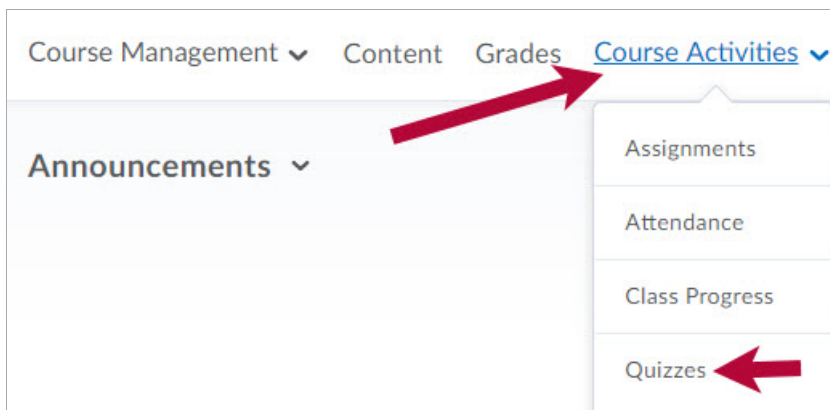 Course Management Content Grades Course Activities
Announcements
Assignments
Attendance
Class Progress
Quizzes